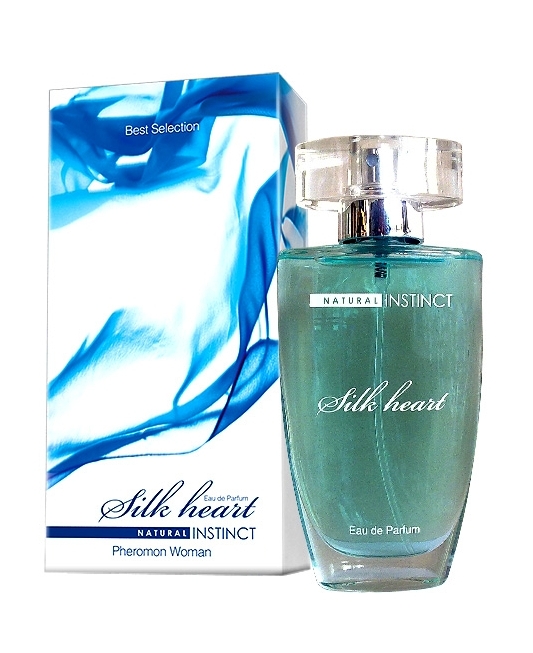 Best Selection
Eau de Parfum
Silk heart
NATURAL INSTINCT
Pheromon Woman
NATURAL INSTINCT
Silk heart
Eau de Parfum